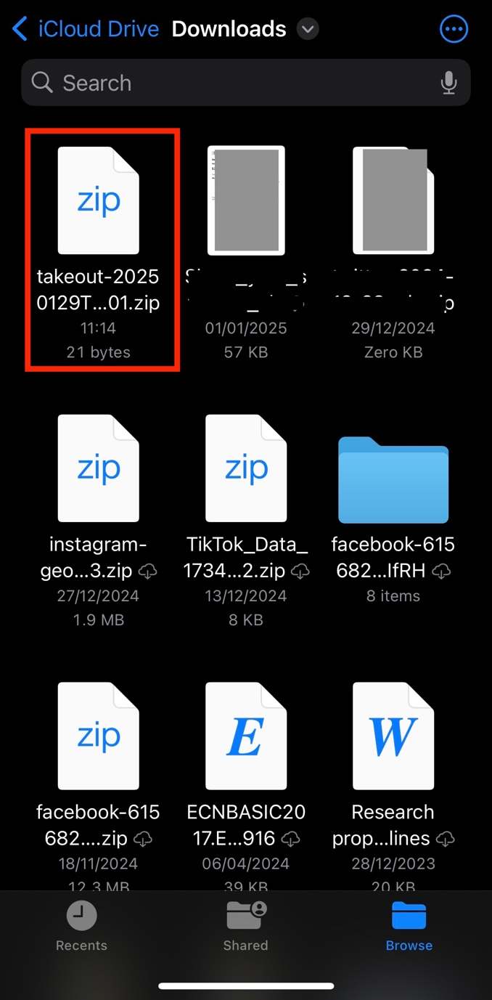 iCloud Drive Downloads
Search
zip
takeout-2025
0129T...01.zip
11:14
21 bytes
01/01/2025
57 KB
29/12/2024
Zero KB
zip
instagram-
geo...3.zip
27/12/2024
1.9 MB
zip
TikTok_Data_
1734...2.zip
13/12/2024
8 KB
facebook-615
682...IfRH
8 items
zip
facebook-615
682....zip
18/11/2024
12.3 MB
E
ECNBASIC20
17.E...916
06/04/2024
39 KB
W
Research
prop...lines
28/12/2023
20 KB
Recents
Shared
Browse